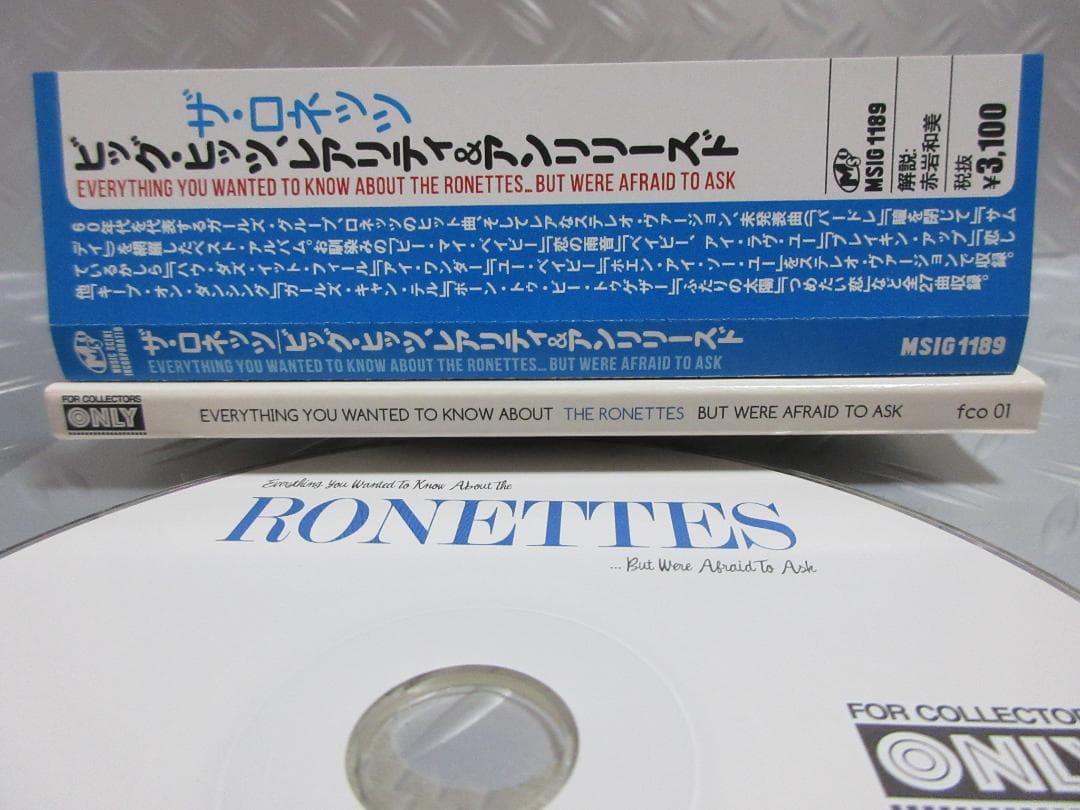 ザ・ロネッツ
ビッグ・ヒッツ、レアリティ&アンリリースド
EVERYTHING YOU WANTED TO KNOW ABOUT THE RONETTES... BUT WERE AFRAID TO ASK
MSIG 1189
解説:
赤岩和美
税抜
¥3,100
60年代を代表するガールズ・グループ、ロネッツのヒット曲、そしてレアなステレオ・ヴァージョン、未発表曲(「パードレ」「瞳を閉じて」「サム
デイ」)を網羅したベスト・アルバム。お馴染みの「ビー・マイ・ベイビー」「恋の雨音」「ベイビー、アイ・ラヴ・ユー」「ブレイキン・アップ」「恋し
ているかしら」「ハウ・ダズ・イット・フィール」「アイ・ワンダー」「ユー・ベイビー」「ホエン・アイ・ソー・ユー」をステレオ・ヴァージョンで収録。
他「キープ・オン・ダンシング」「ガールズ・キャン・テル」「ボーン・トゥ・ビー・トゥゲザー」「ふたりの太陽」「つめたい恋」など全27曲収録。
MUSIC SCENE
INCORPORATED
ザ・ロネッツ/ビッグ・ヒッツ、レアリティ&アンリリースド
EVERYTHING YOU WANTED TO KNOW ABOUT THE RONETTES... BUT WERE AFRAID TO ASK
MSIG 1189
FOR COLLECTORS
ONLY
EVERYTHING YOU WANTED TO KNOW ABOUT THE RONETTES BUT WERE AFRAID TO ASK
fco 01
Everything You Wanted To Know About The
RONETTES
...But Were Afraid To Ask
FOR COLLECTOR
ONLY